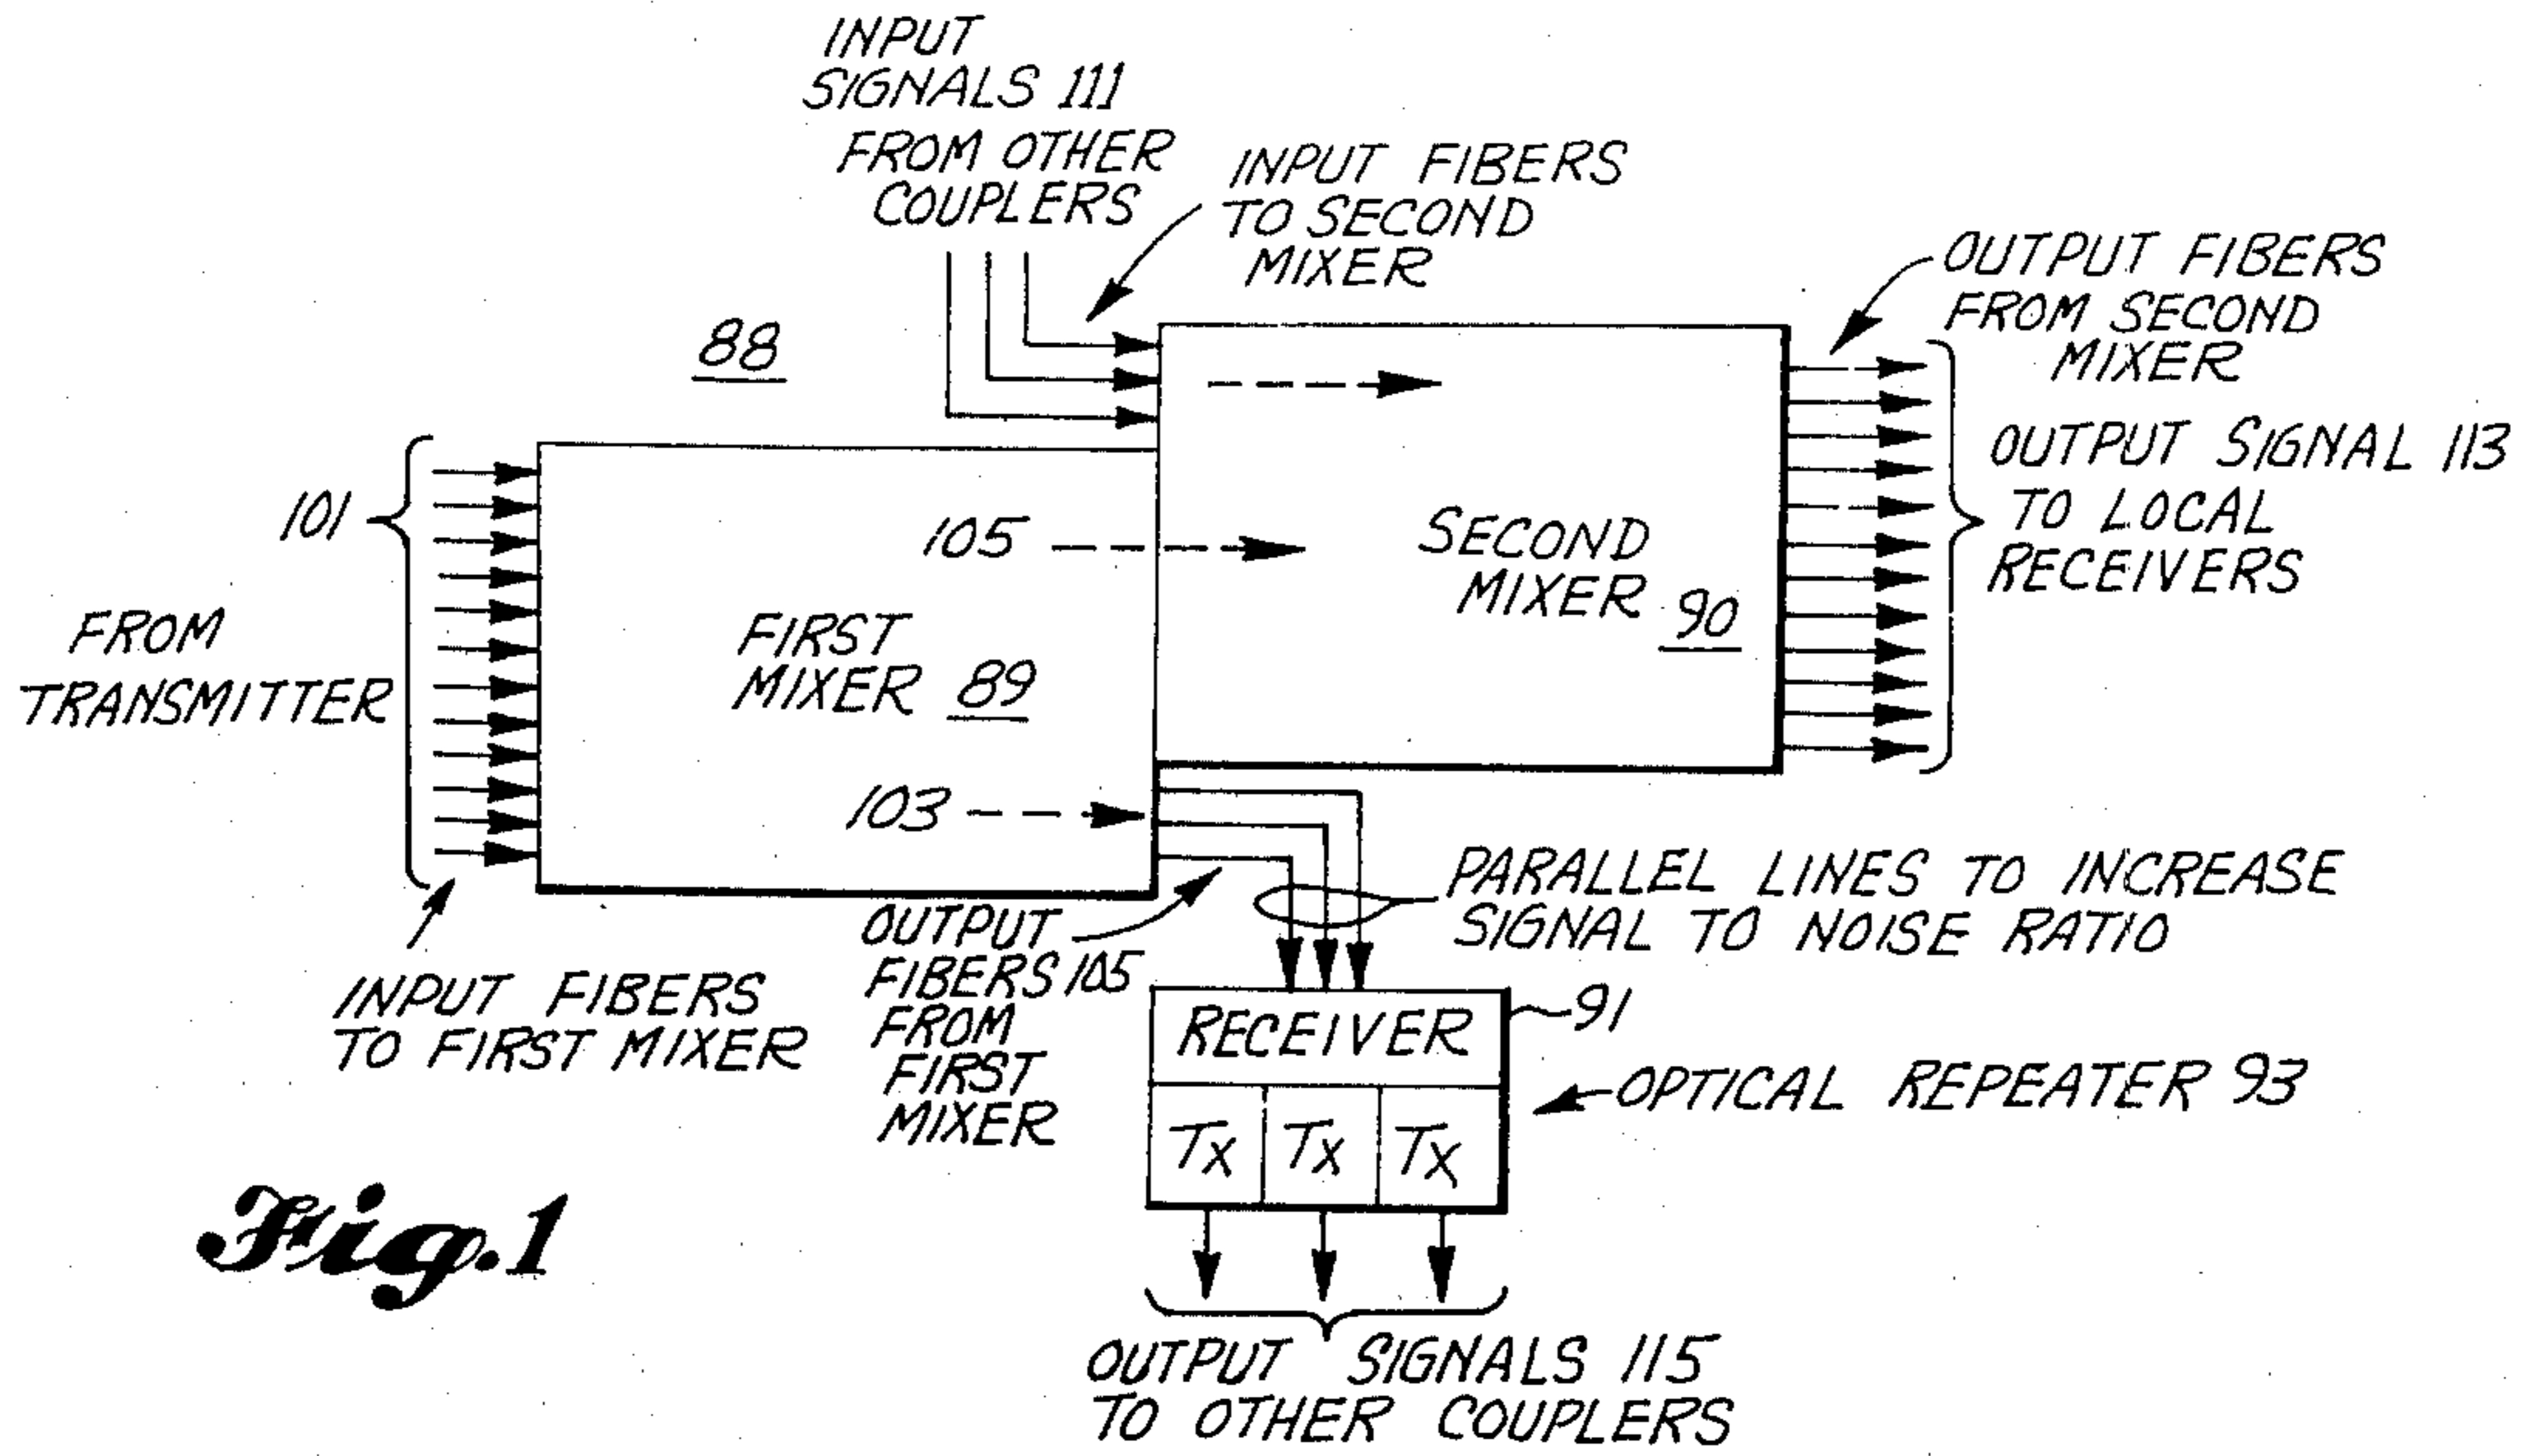 INPUT
SIGNALS 111
FROM OTHER
COUPLERS
INPUT FIBERS
TO SECOND
MIXER
OUTPUT FIBERS
FROM SECOND
MIXER
88
101
FROM
TRANSMITTER
105
FIRST
MIXER 89
103
SECOND
MIXER 90
OUTPUT SIGNAL 113
TO LOCAL
RECEIVERS
INPUT FIBERS
TO FIRST MIXER
OUTPUT
FIBERS 105
FROM
FIRST
MIXER
PARALLEL LINES TO INCREASE
SIGNAL TO NOISE RATIO
RECEIVER
91
OPTICAL REPEATER 93
Tx Tx Tx
OUTPUT SIGNALS 115
TO OTHER COUPLERS
Fig.1